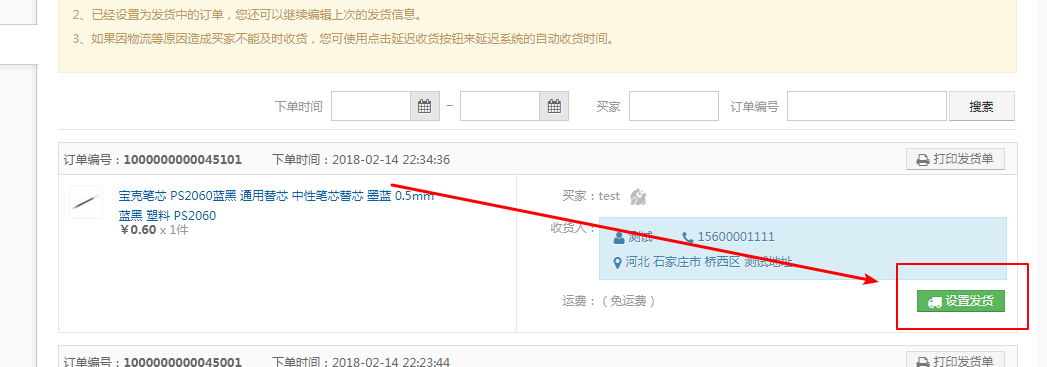 2、已经设置为发货中的订单，您还可以继续编辑上次的发货信息。
3、如果因物流等原因造成买家不能及时收货，您可使用点击延迟收货按钮来延迟系统的自动收货时间。
下单时间 – 买家 订单编号 搜索
订单编号：1000000000045101 下单时间：2018-02-14 22:34:36 打印发货单
宝克笔芯 PS2060蓝黑 通用替芯 中性笔芯替芯 墨蓝 0.5mm
蓝黑 塑料 PS2060
￥0.60 x 1件
买家：test
收货人：
测试 15600001111
河北 石家庄市 桥西区 测试地址
运费：（免运费）
设置发货
订单编号：1000000000045001 下单时间：2018-02-14 22:23:44 打印发货单